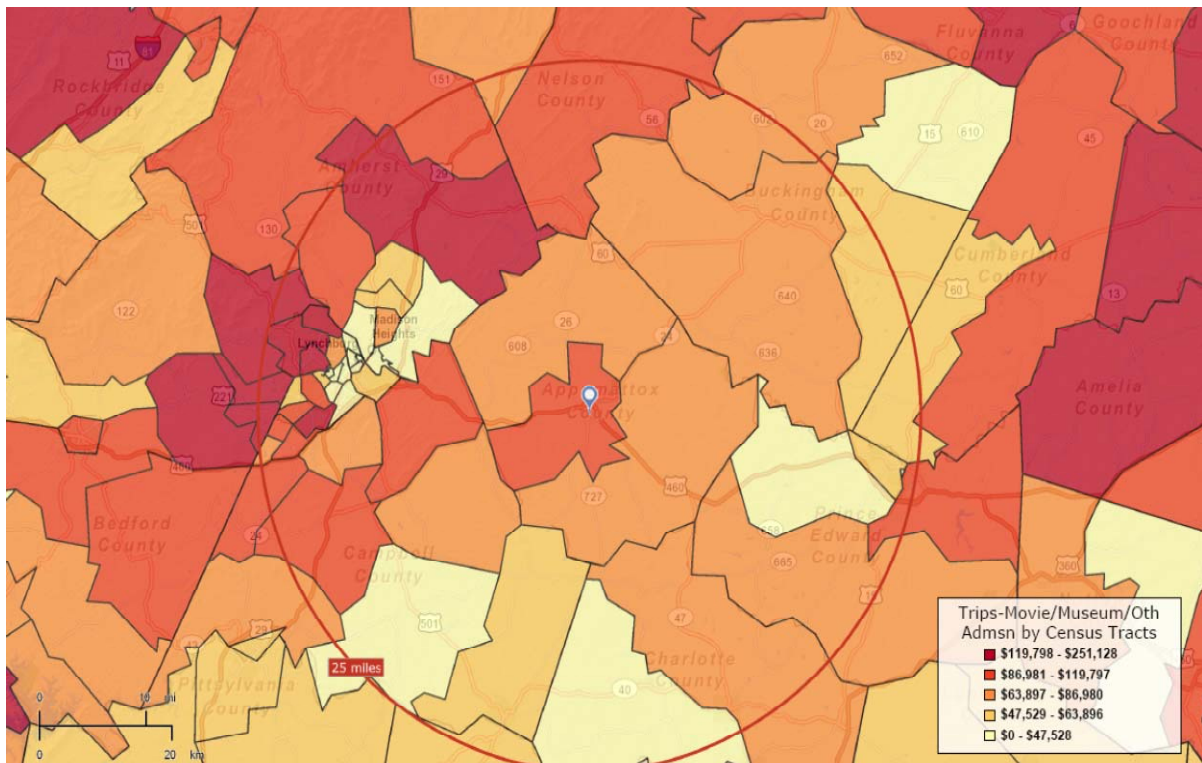 81
11
Rockbridge
County
Fluvanna
County
6
Goochland
County
652
151
Nelson
County
56
602
20
15
610
45
Amherst
County
29
Buckingham
County
501
130
60
Cumberland
County
60
13
122
640
Madison
Heights
Lynchburg
608
26
24
636
221
Appomattox
County
Amelia
County
460
460
727
Bedford
County
24
Campbell
County
658
Prince
Edward
County
665
15
360
501
47
29
43
25 miles
Charlotte
County
40
Pittsylvania
County
0 10 mi
0 20 km
Trips-Movie/Museum/Oth
Admsn by Census Tracts
$119,798 - $251,128
$86,981 - $119,797
$63,897 - $86,980
$47,529 - $63,896
$0 - $47,528